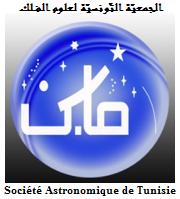 الجمعيّة التّونسيّة لعلوم الفلك
Société Astronomique de Tunisie